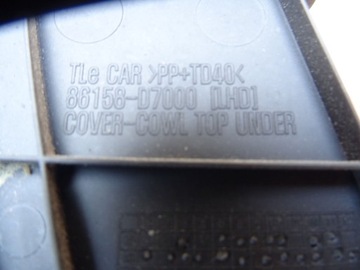 TLe CAR >PP+TD40<
86158-D7000 [LHD]
COVER-COWL TOP UNDER